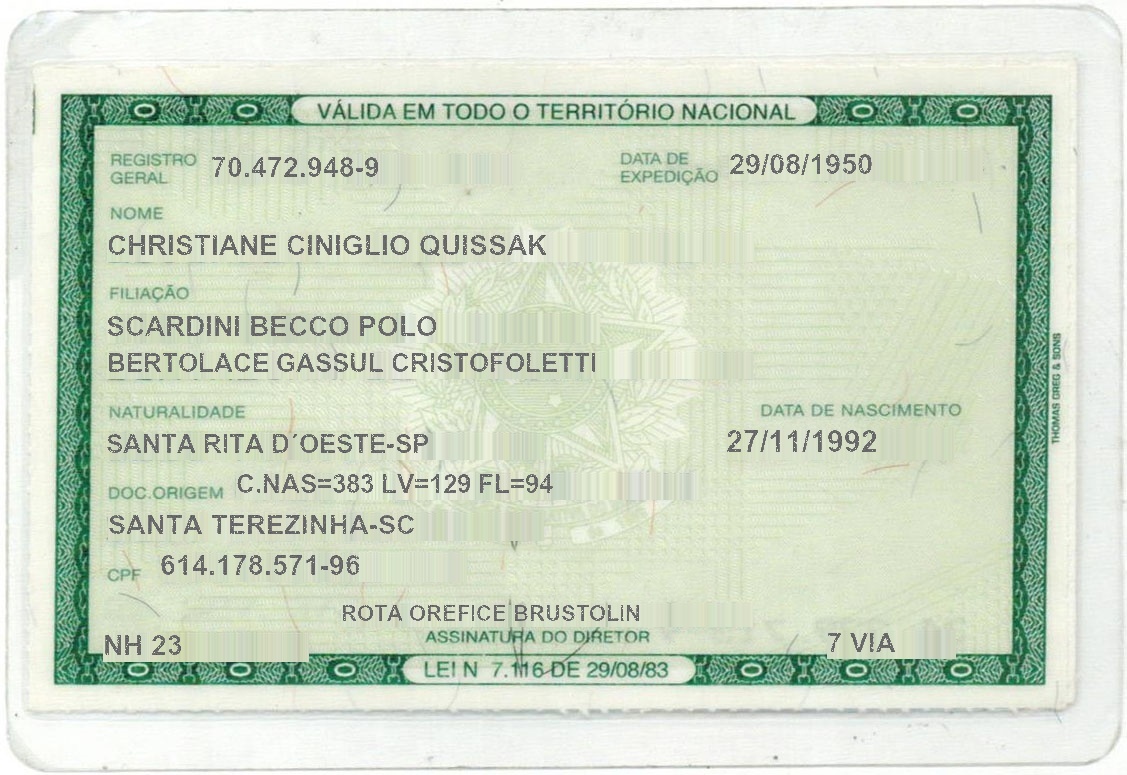 VÁLIDA EM TODO O TERRITÓRIO NACIONAL
REGISTRO GERAL 70.472.948-9 DATA DE EXPEDIÇÃO 29/08/1950
NOME
CHRISTIANE CINIGLIO QUISSAK
FILIAÇÃO
SCARDINI BECCO POLO
BERTOLACE GASSUL CRISTOFOLETTI
NATURALIDADE DATA DE NASCIMENTO
SANTA RITA D´OESTE-SP 27/11/1992
DOC.ORIGEM C.NAS=383 LV=129 FL=94
SANTA TEREZINHA-SC
CPF 614.178.571-96
ROTA OREFICE BRUSTOLIN
NH 23 ASSINATURA DO DIRETOR 7 VIA
LEI N 7.116 DE 29/08/83
THOMAS GREG & SONS